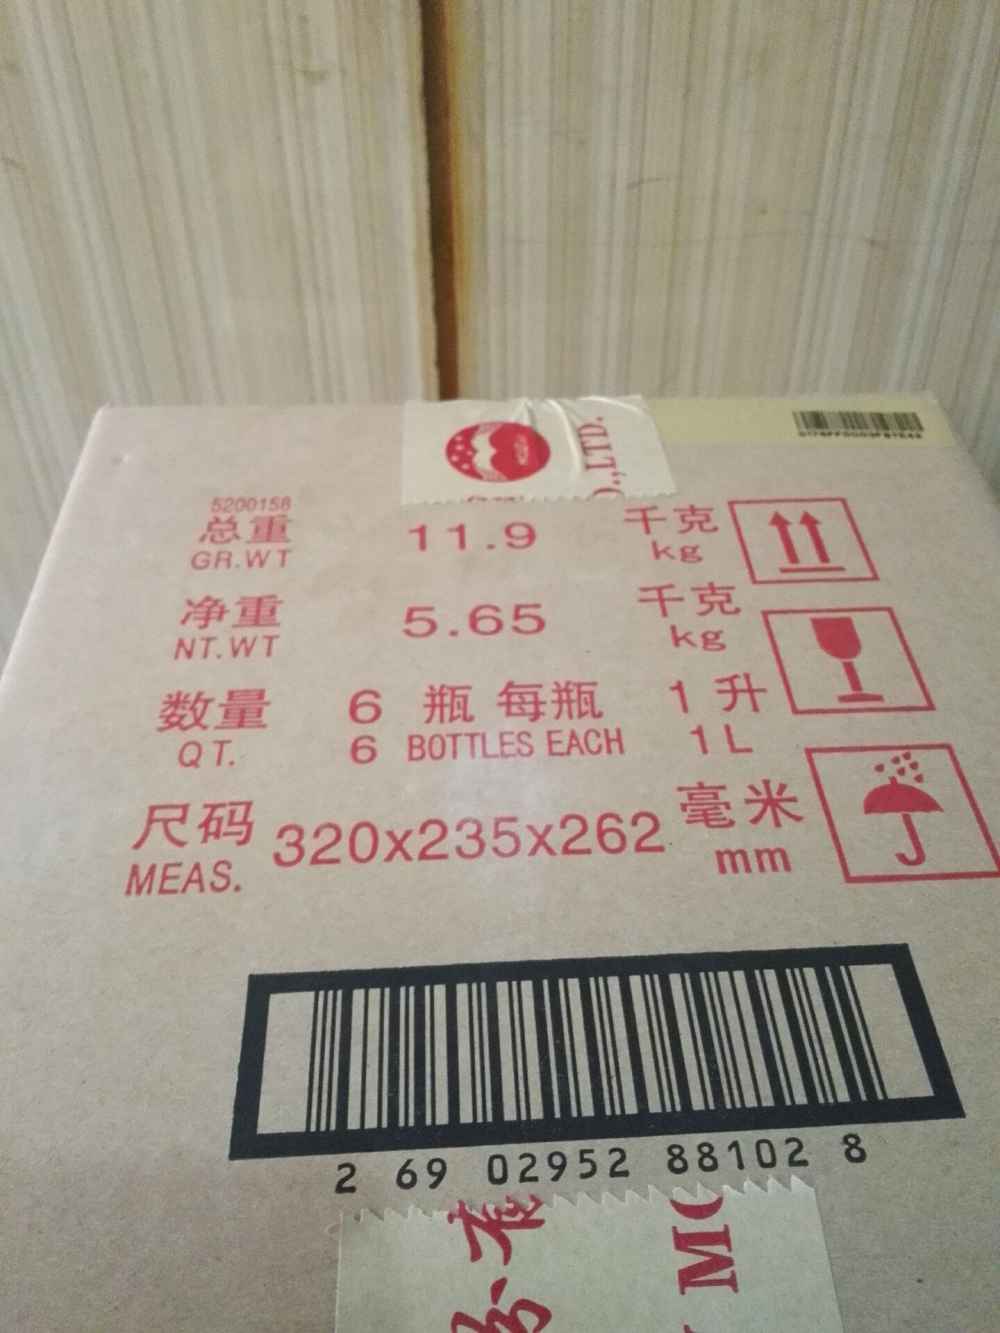 O.,LTD.
5200158
总重 11.9 千克
GR.WT kg
净重 5.65 千克
NT.WT kg
数量 6 瓶 每瓶 1 升
QT. 6 BOTTLES EACH 1 L
尺码 320x235x262 毫米
MEAS. mm
2 69 02952 88102 8